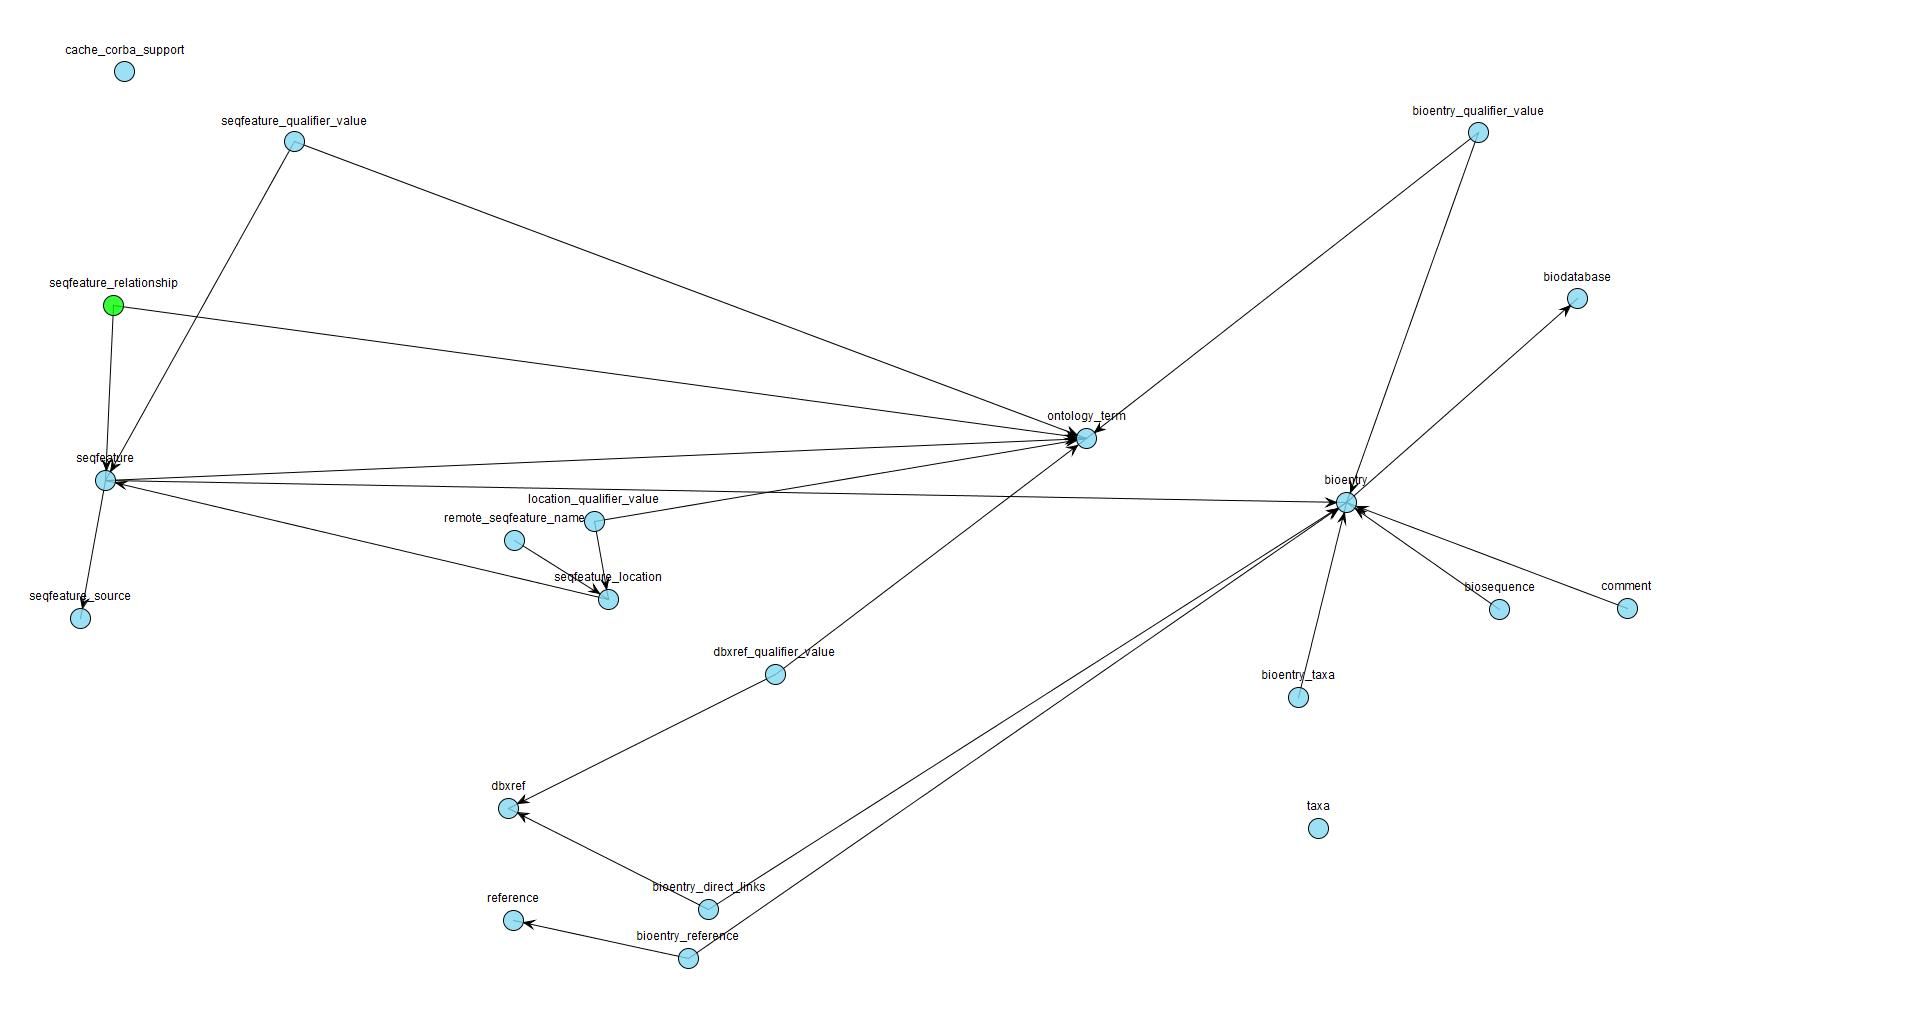 cache_corba_support
bioentry_qualifier_value
seqfeature_qualifier_value
biodatabase
seqfeature_relationship
ontology_term
seqfeature
bioentry
location_qualifier_value
remote_seqfeature_name
seqfeature_location
comment
biosequence
seqfeature_source
dbxref_qualifier_value
bioentry_taxa
dbxref
taxa
bioentry_direct_links
reference
bioentry_reference